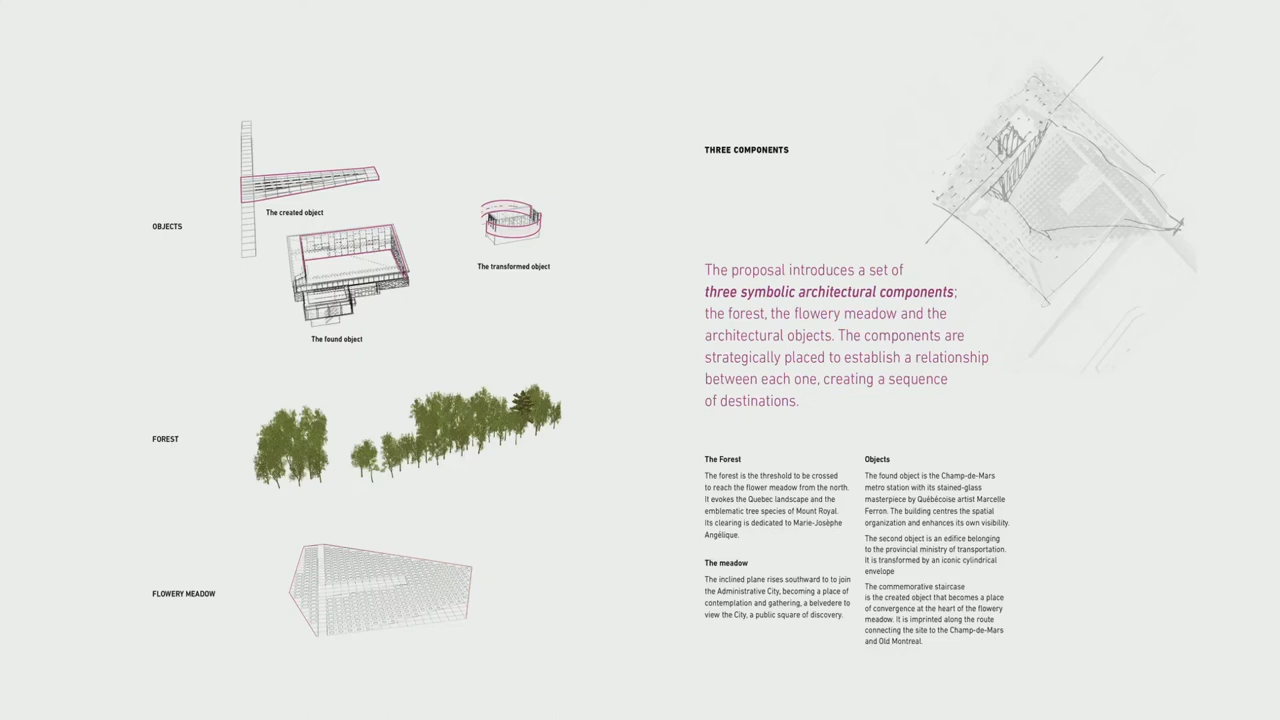 OBJECTS
The created object
The transformed object
The found object
FOREST
FLOWERY MEADOW
THREE COMPONENTS
The proposal introduces a set of
three symbolic architectural components;
the forest, the flowery meadow and the
architectural objects. The components are
strategically placed to establish a relationship
between each one, creating a sequence
of destinations.
The Forest
The forest is the threshold to be crossed
to reach the flower meadow from the north.
It evokes the Quebec landscape and the
emblematic tree species of Mount Royal.
Its clearing is dedicated to Marie-Josèphe
Angélique.
The meadow
The inclined plane rises southward to to join
the Administrative City, becoming a place of
contemplation and gathering, a belvedere to
view the City, a public square of discovery.
Objects
The found object is the Champ-de-Mars
metro station with its stained-glass
masterpiece by Québécoise artist Marcelle
Ferron. The building centres the spatial
organization and enhances its own visibility.
The second object is an edifice belonging
to the provincial ministry of transportation.
It is transformed by an iconic cylindrical
envelope
The commemorative staircase
is the created object that becomes a place
of convergence at the heart of the flowery
meadow. It is imprinted along the route
connecting the site to the Champ-de-Mars
and Old Montreal.